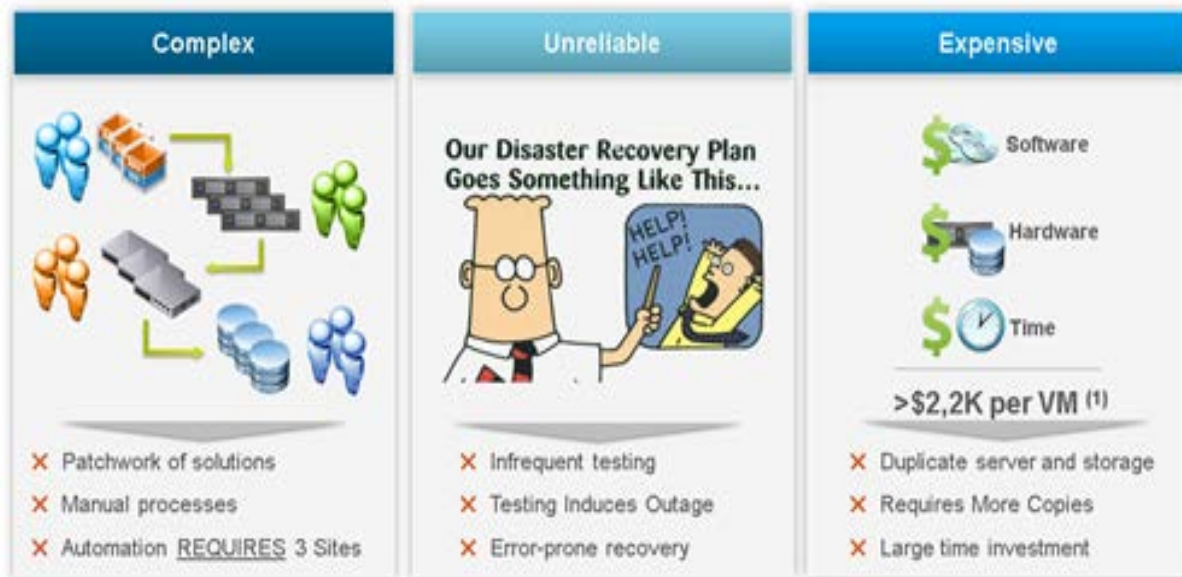 Complex
Unreliable
Expensive
Our Disaster Recovery Plan
Goes Something Like This...
HELP!
HELP!
Software
Hardware
Time
>$2,2K per VM (1)
X Patchwork of solutions
X Manual processes
X Automation REQUIRES 3 Sites
X Infrequent testing
X Testing Induces Outage
X Error-prone recovery
X Duplicate server and storage
X Requires More Copies
X Large time investment